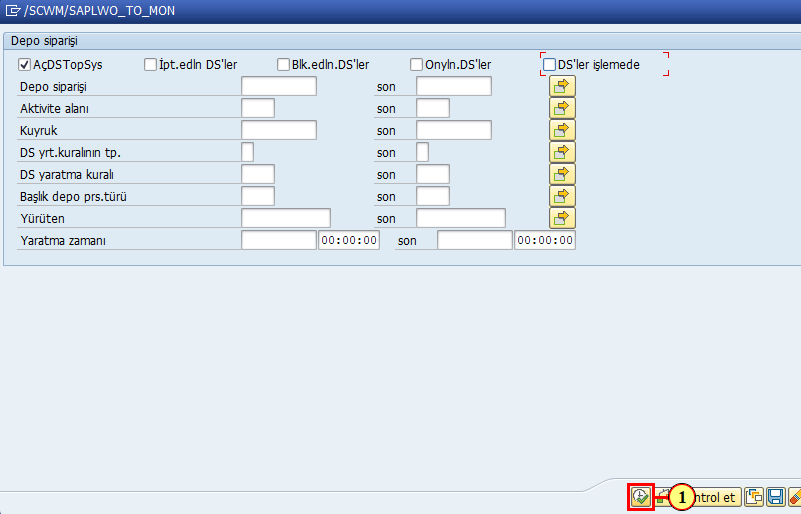 /SCWM/SAPLWO_TO_MON
Depo siparişi
AçDSTopSys İpt.edln DS'ler Blk.edln.DS'ler Onyln.DS'ler DS'ler işlemede
Depo siparişi son
Aktivite alanı son
Kuyruk son
DS yrt.kuralının tp. son
DS yaratma kuralı son
Başlık depo prs.türü son
Yürüten son
Yaratma zamanı 00:00:00 son 00:00:00
1 ntrol et